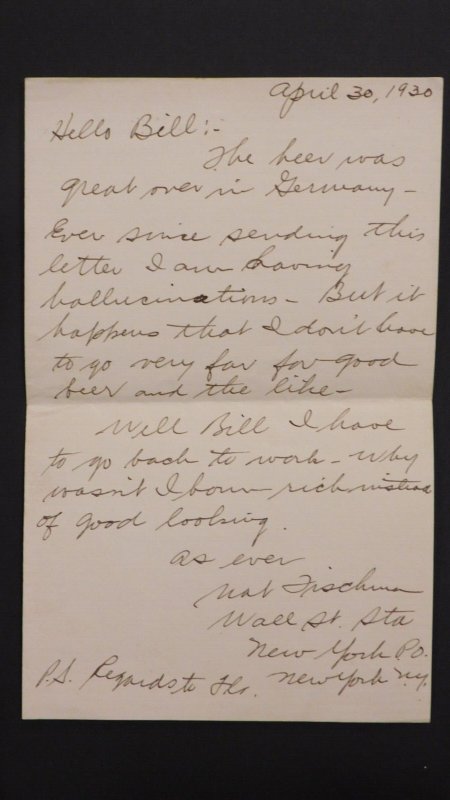 April 30, 1930
Hello Bill:-
The beer was
great over in Germany -
Ever since sending this
letter I am having
hallucinations - But it
happens that I don't have
to go very far for good
beer and the like -
Well Bill I have
to go back to work - why
wasn't I born rich instead
of good looking.
As ever
Nat
Wall St. Sta
New York P.O.
New York N.Y.
P.S. Regards to Flo.